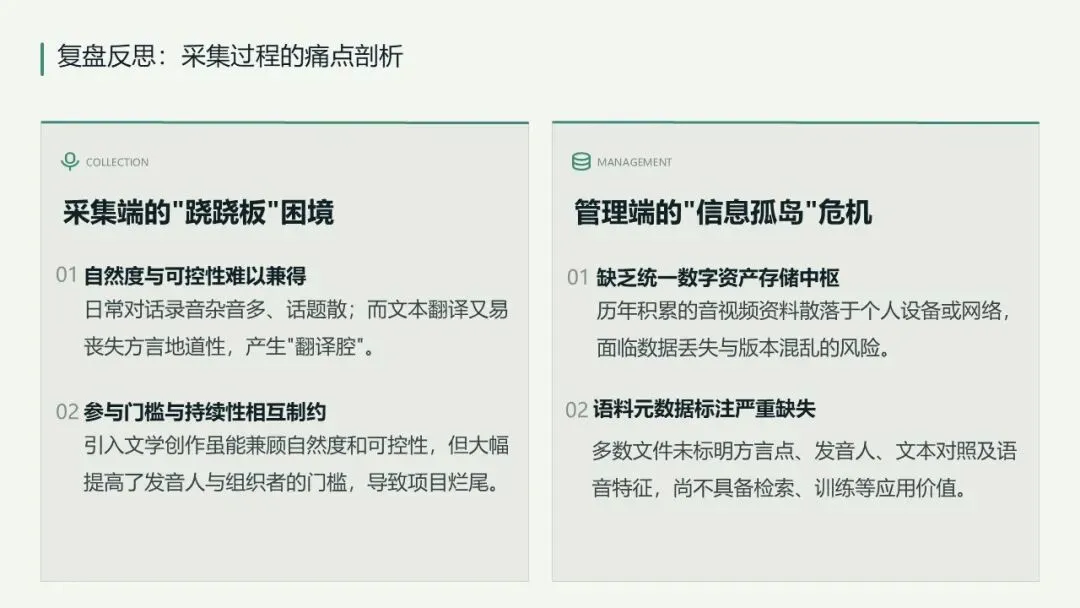 复盘反思：采集过程的痛点剖析
COLLECTION
采集端的"跷跷板"困境
01 自然度与可控性难以兼得
日常对话录音杂音多、话题散；而文本翻译又易
丧失方言地道性，产生"翻译腔"。
02 参与门槛与持续性相互制约
引入文学创作虽能兼顾自然度和可控性，但大幅
提高了发音人与组织者的门槛，导致项目烂尾。
MANAGEMENT
管理端的"信息孤岛"危机
01 缺乏统一数字资产存储中枢
历年积累的音视频资料散落于个人设备或网络，
面临数据丢失与版本混乱的风险。
02 语料元数据标注严重缺失
多数文件未标明方言点、发音人、文本对照及语
音特征，尚不具备检索、训练等应用价值。